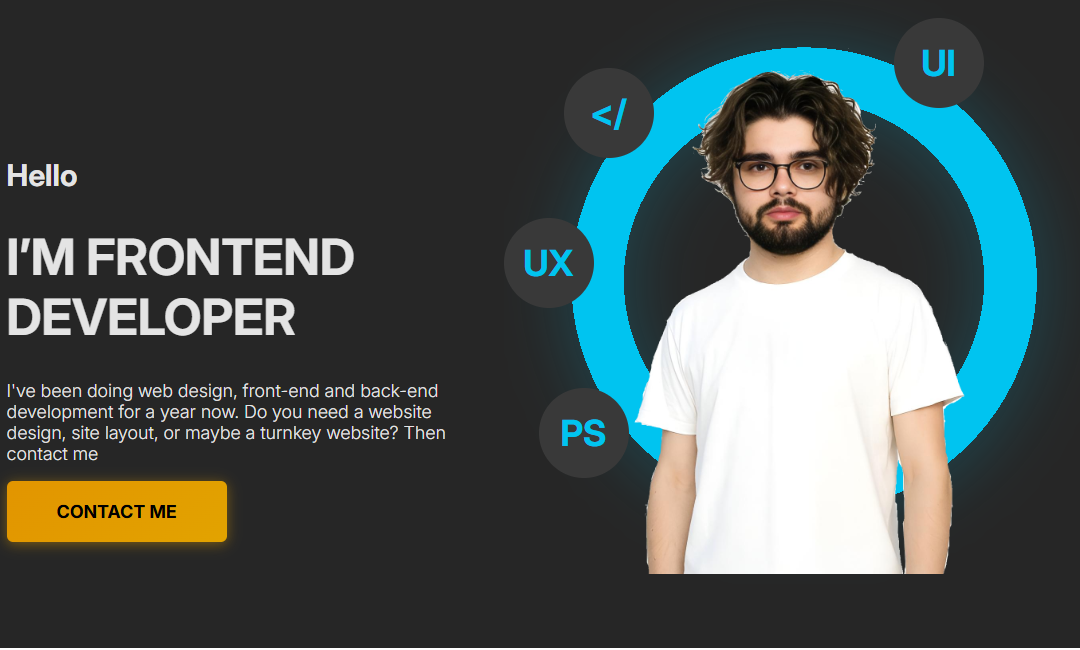 Hello
I’M FRONTEND
DEVELOPER
I've been doing web design, front-end and back-end
development for a year now. Do you need a website
design, site layout, or maybe a turnkey website? Then
contact me
CONTACT ME
UI
</
UX
PS